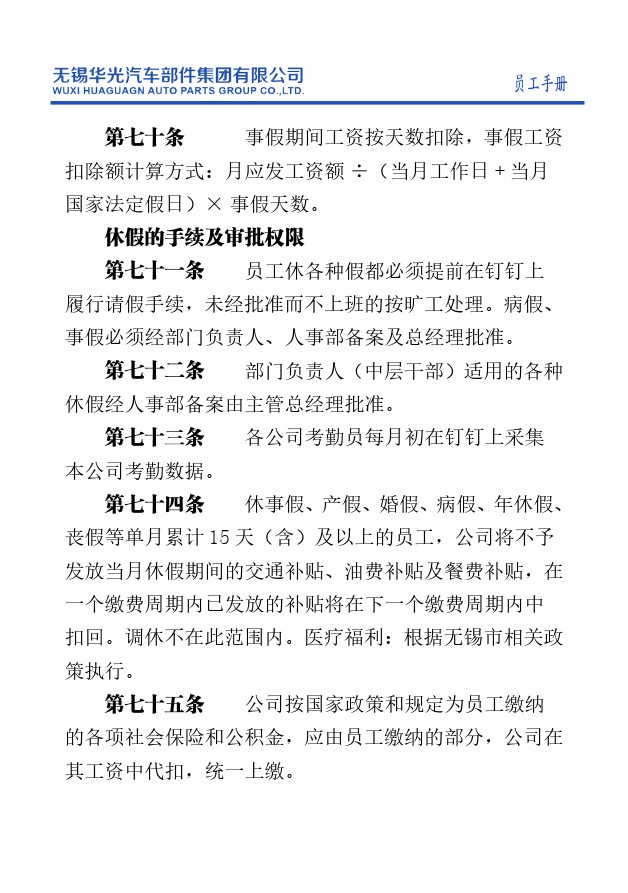 无锡华光汽车部件集团有限公司
WUXI HUAGUAGN AUTO PARTS GROUP CO.,LTD.
员工手册
第七十条 事假期间工资按天数扣除，事假工资
扣除额计算方式：月应发工资额 ÷（当月工作日 + 当月
国家法定假日）× 事假天数。
休假的手续及审批权限
第七十一条 员工休各种假都必须提前在钉钉上
履行请假手续，未经批准而不上班的按旷工处理。病假、
事假必须经部门负责人、人事部备案及总经理批准。
第七十二条 部门负责人（中层干部）适用的各种
休假经人事部备案由主管总经理批准。
第七十三条 各公司考勤员每月初在钉钉上采集
本公司考勤数据。
第七十四条 休事假、产假、婚假、病假、年休假、
丧假等单月累计 15 天（含）及以上的员工，公司将不予
发放当月休假期间的交通补贴、油费补贴及餐费补贴，在
一个缴费周期内已发放的补贴将在下一个缴费周期内中
扣回。调休不在此范围内。医疗福利：根据无锡市相关政
策执行。
第七十五条 公司按国家政策和规定为员工缴纳
的各项社会保险和公积金，应由员工缴纳的部分，公司在
其工资中代扣，统一上缴。